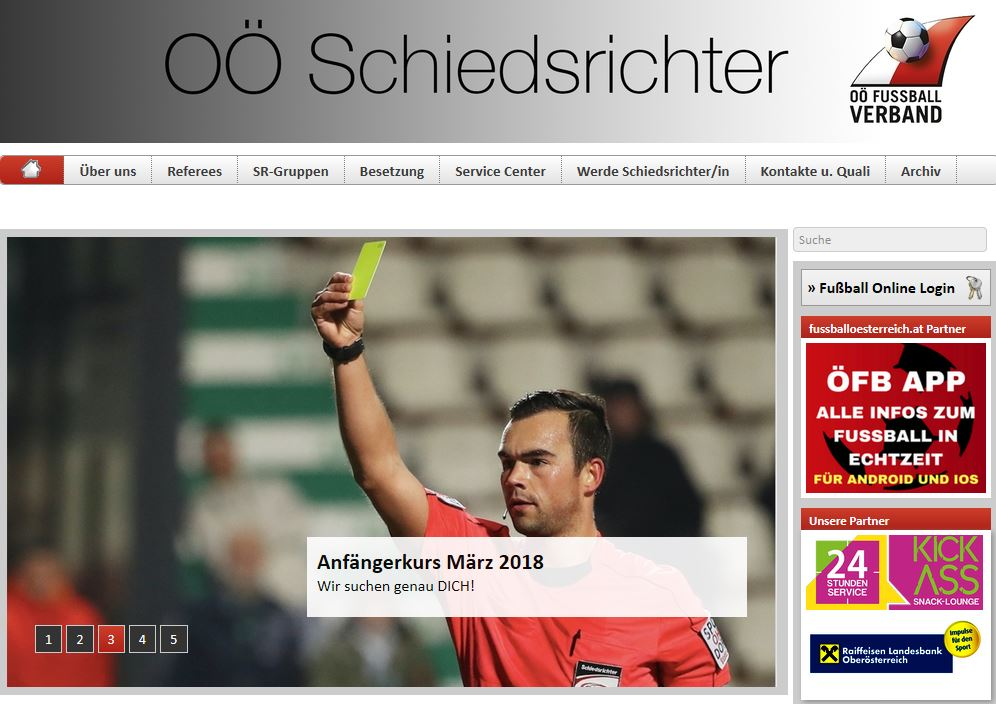 OÖ Schiedsrichter
OÖ FUSSBALL
VERBAND
Über uns
Referees
SR-Gruppen
Besetzung
Service Center
Werde Schiedsrichter/in
Kontakte u. Quali
Archiv
Suche
» Fußball Online Login
fussballoesterreich.at Partner
ÖFB APP
ALLE INFOS ZUM
FUSSBALL IN
ECHTZEIT
FÜR ANDROID UND IOS
Anfängerkurs März 2018
Wir suchen genau DICH!
1 2 3 4 5
Schiedsrichter
Unsere Partner
24
STUNDEN
SERVICE
KICK
ASS
SNACK-LOUNGE
Raiffeisen Landesbank
Oberösterreich
Impulse
für den
Sport